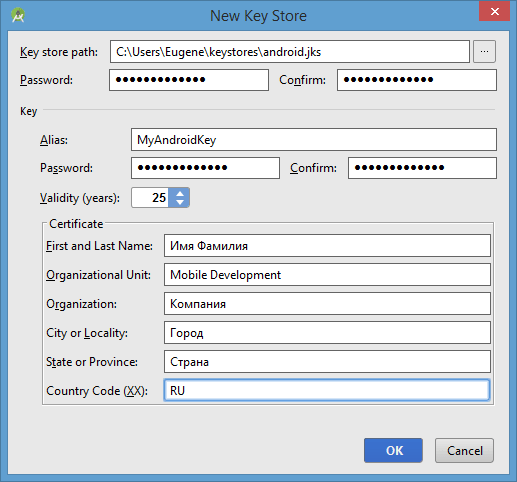 New Key Store
Key store path: C:\Users\Eugene\keystores\android.jks ...
Password: ●●●●●●●●●●●●● Confirm: ●●●●●●●●●●●●●
Key
Alias: MyAndroidKey
Password: ●●●●●●●●●●●●● Confirm: ●●●●●●●●●●●●●
Validity (years): 25
Certificate
First and Last Name: Имя Фамилия
Organizational Unit: Mobile Development
Organization: Компания
City or Locality: Город
State or Province: Страна
Country Code (XX): RU
OK Cancel